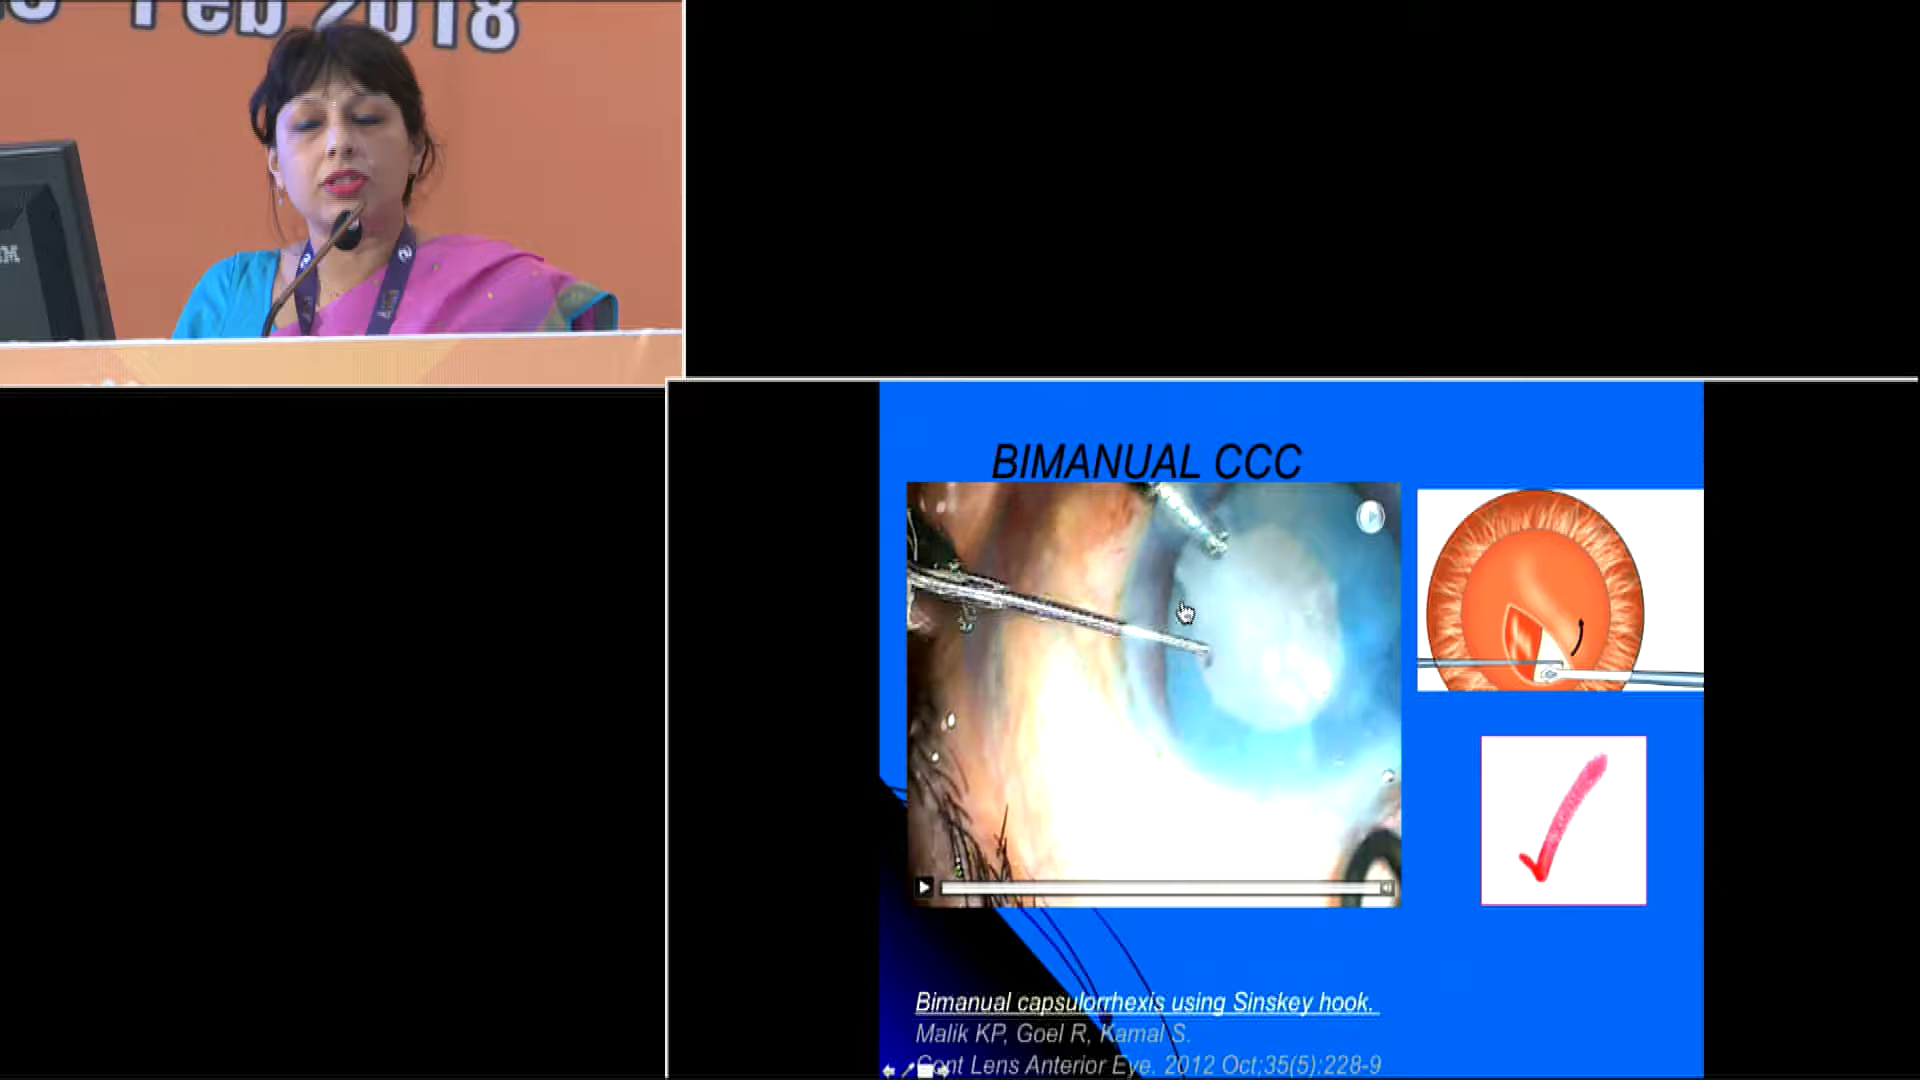 Feb 2018
BIMANUAL CCC
Bimanual capsulorrhexis using Sinskey hook.
Malik KP, Goel R, Kamal S.
Cont Lens Anterior Eye. 2012 Oct;35(5):228-9